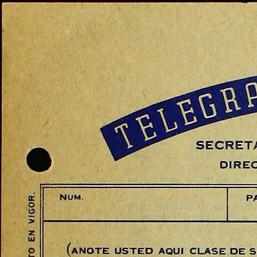 TELEGRA
SECRETA
DIREC
NUM.
PA
(ANOTE USTED AQUI CLASE DE S
TO EN VIGOR.